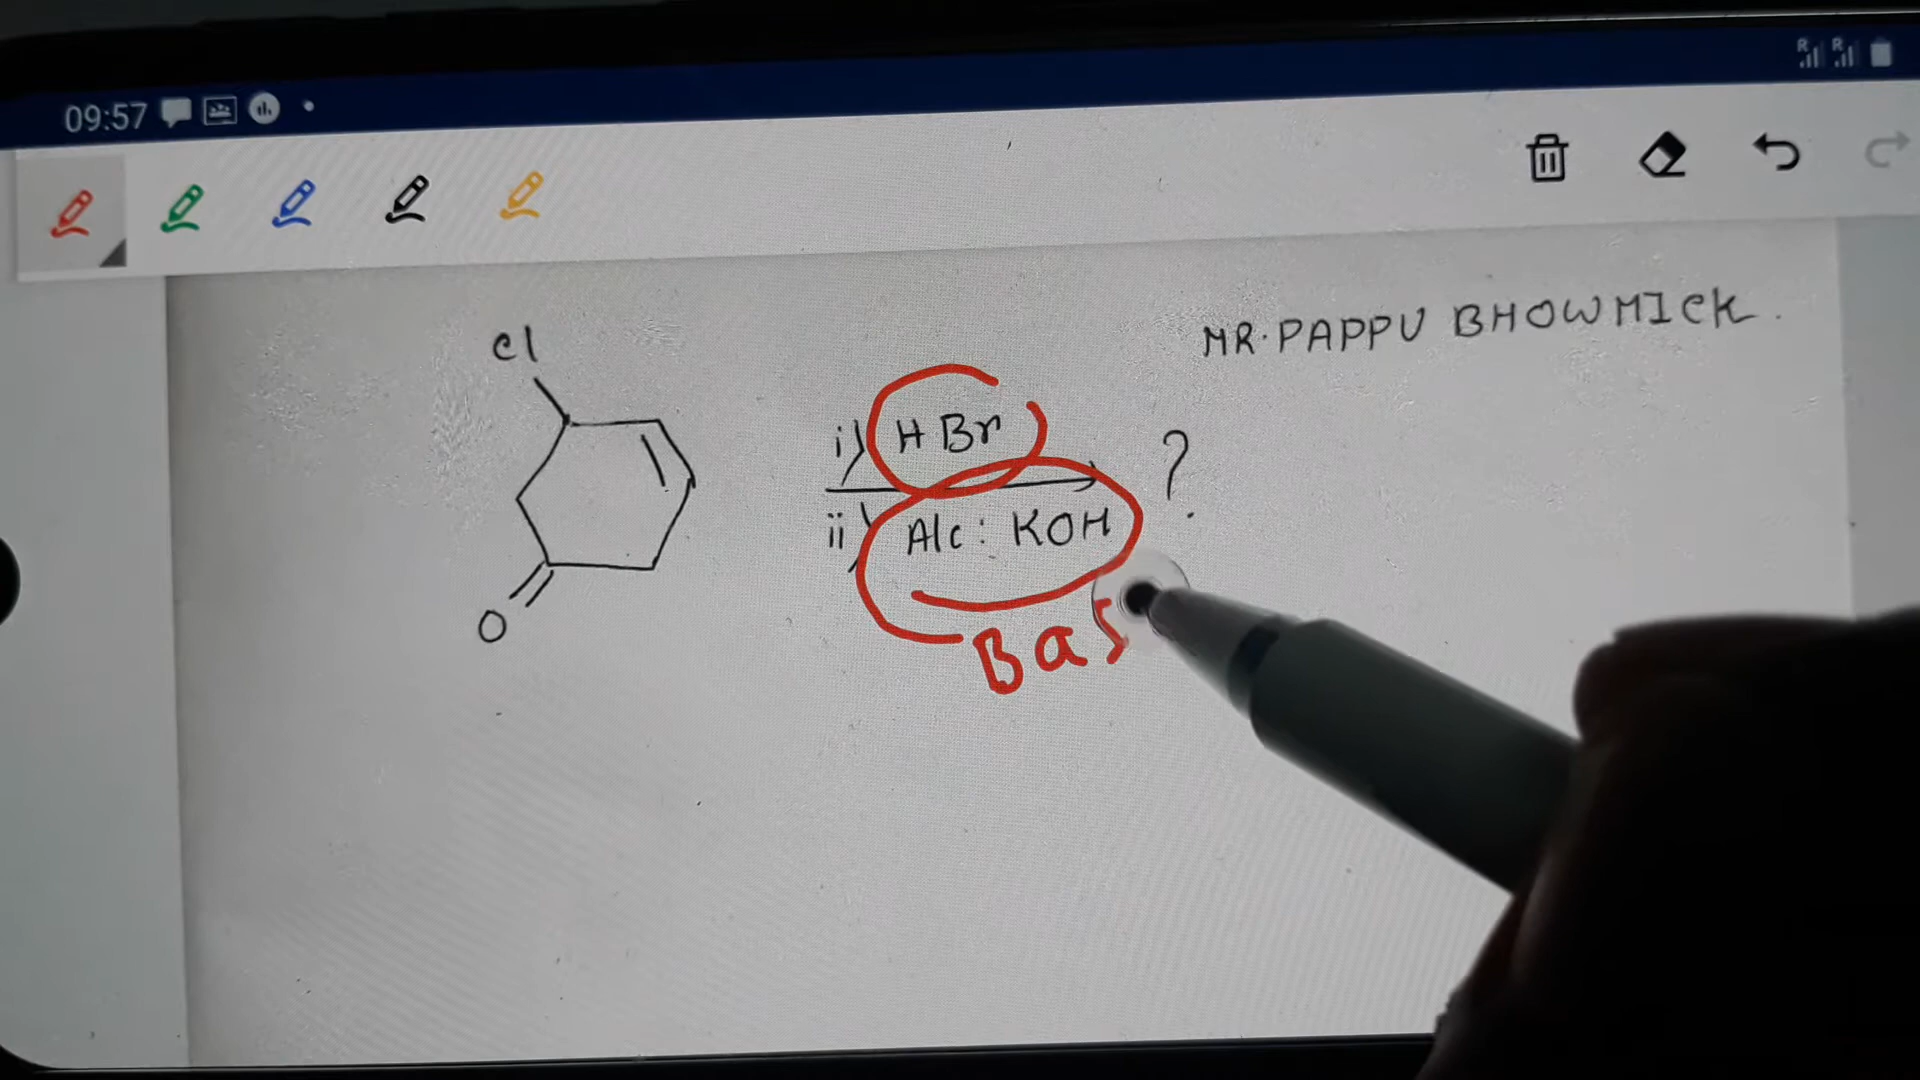 09:57
R R
MR. PAPPU BHOWMICK.
Cl
i) HBr
?
ii) Alc: KOH
O
Bas